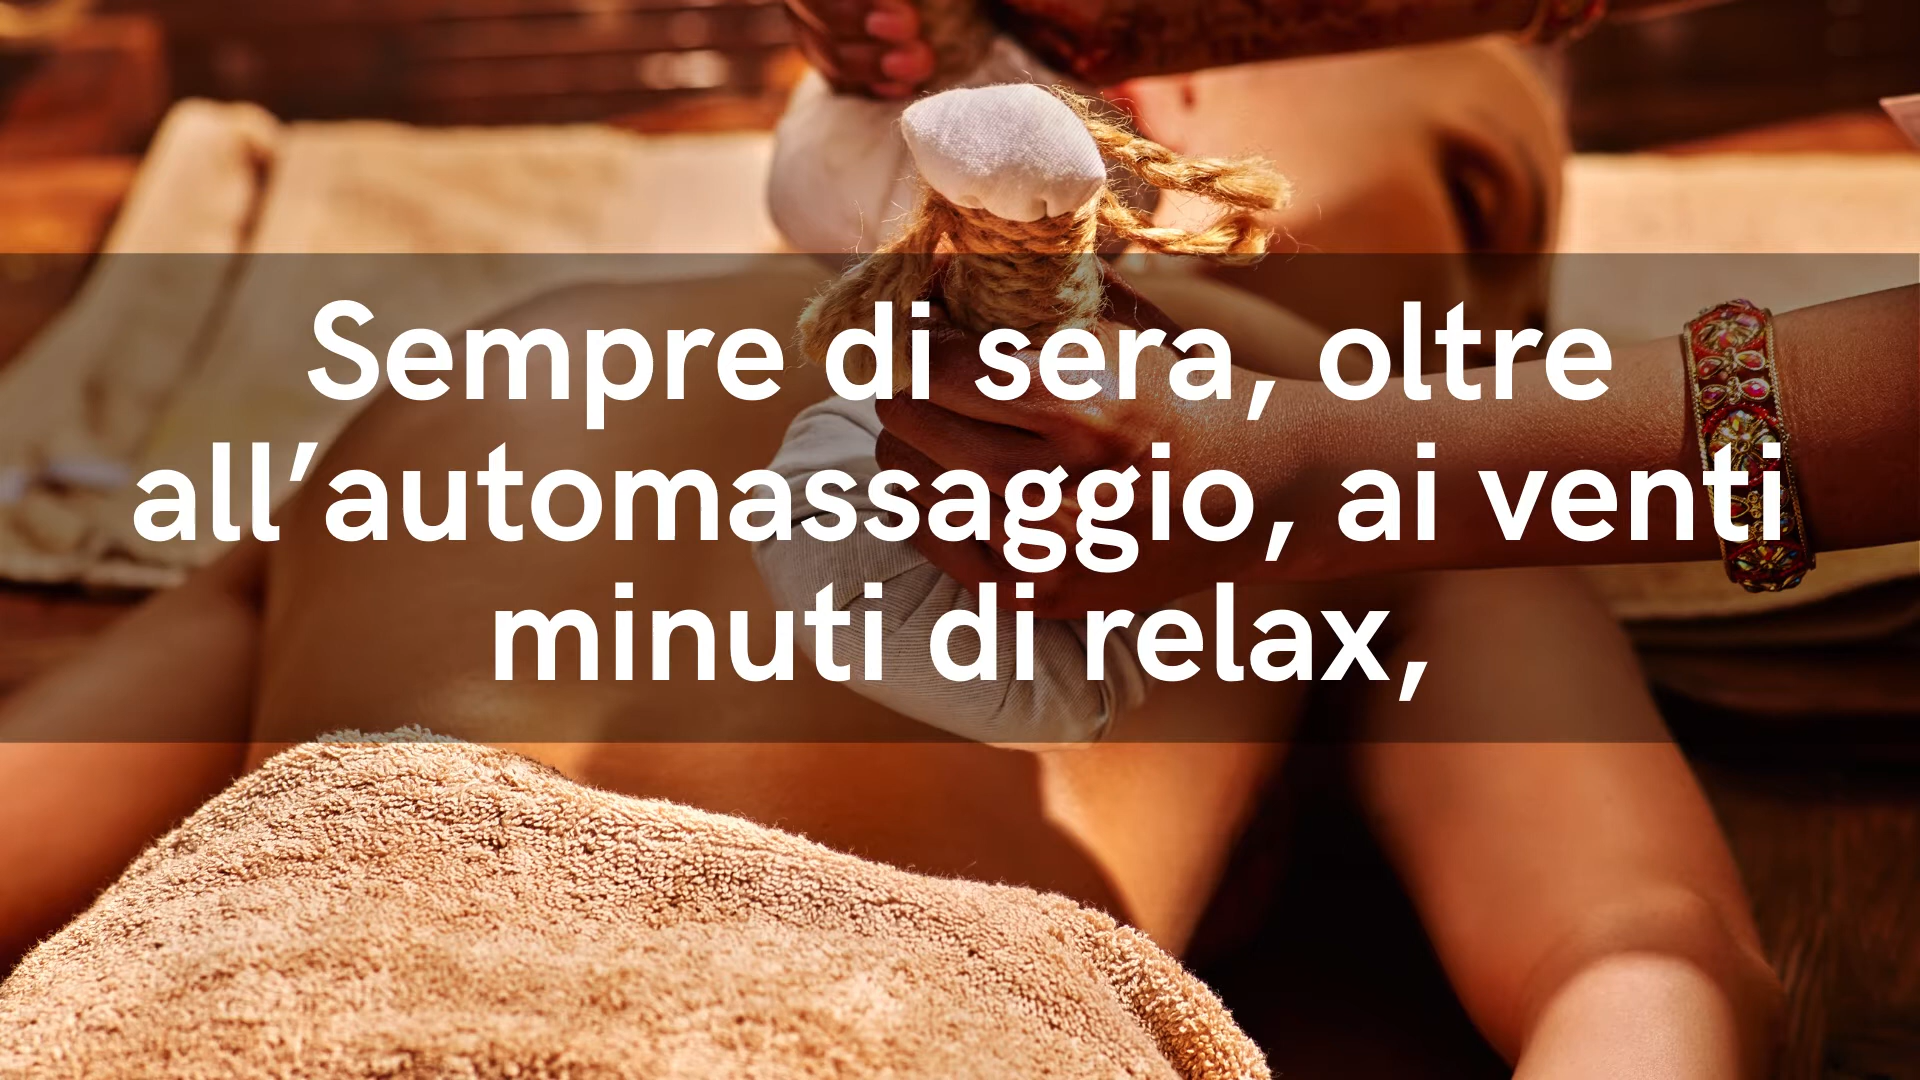 Sempre di sera, oltre
all’automassaggio, ai venti
minuti di relax,